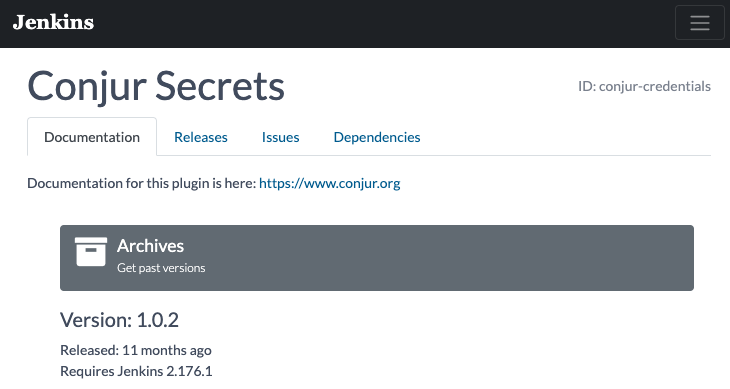 Jenkins
Conjur Secrets
ID: conjur-credentials
Documentation Releases Issues Dependencies
Documentation for this plugin is here: https://www.conjur.org
Archives
Get past versions
Version: 1.0.2
Released: 11 months ago
Requires Jenkins 2.176.1